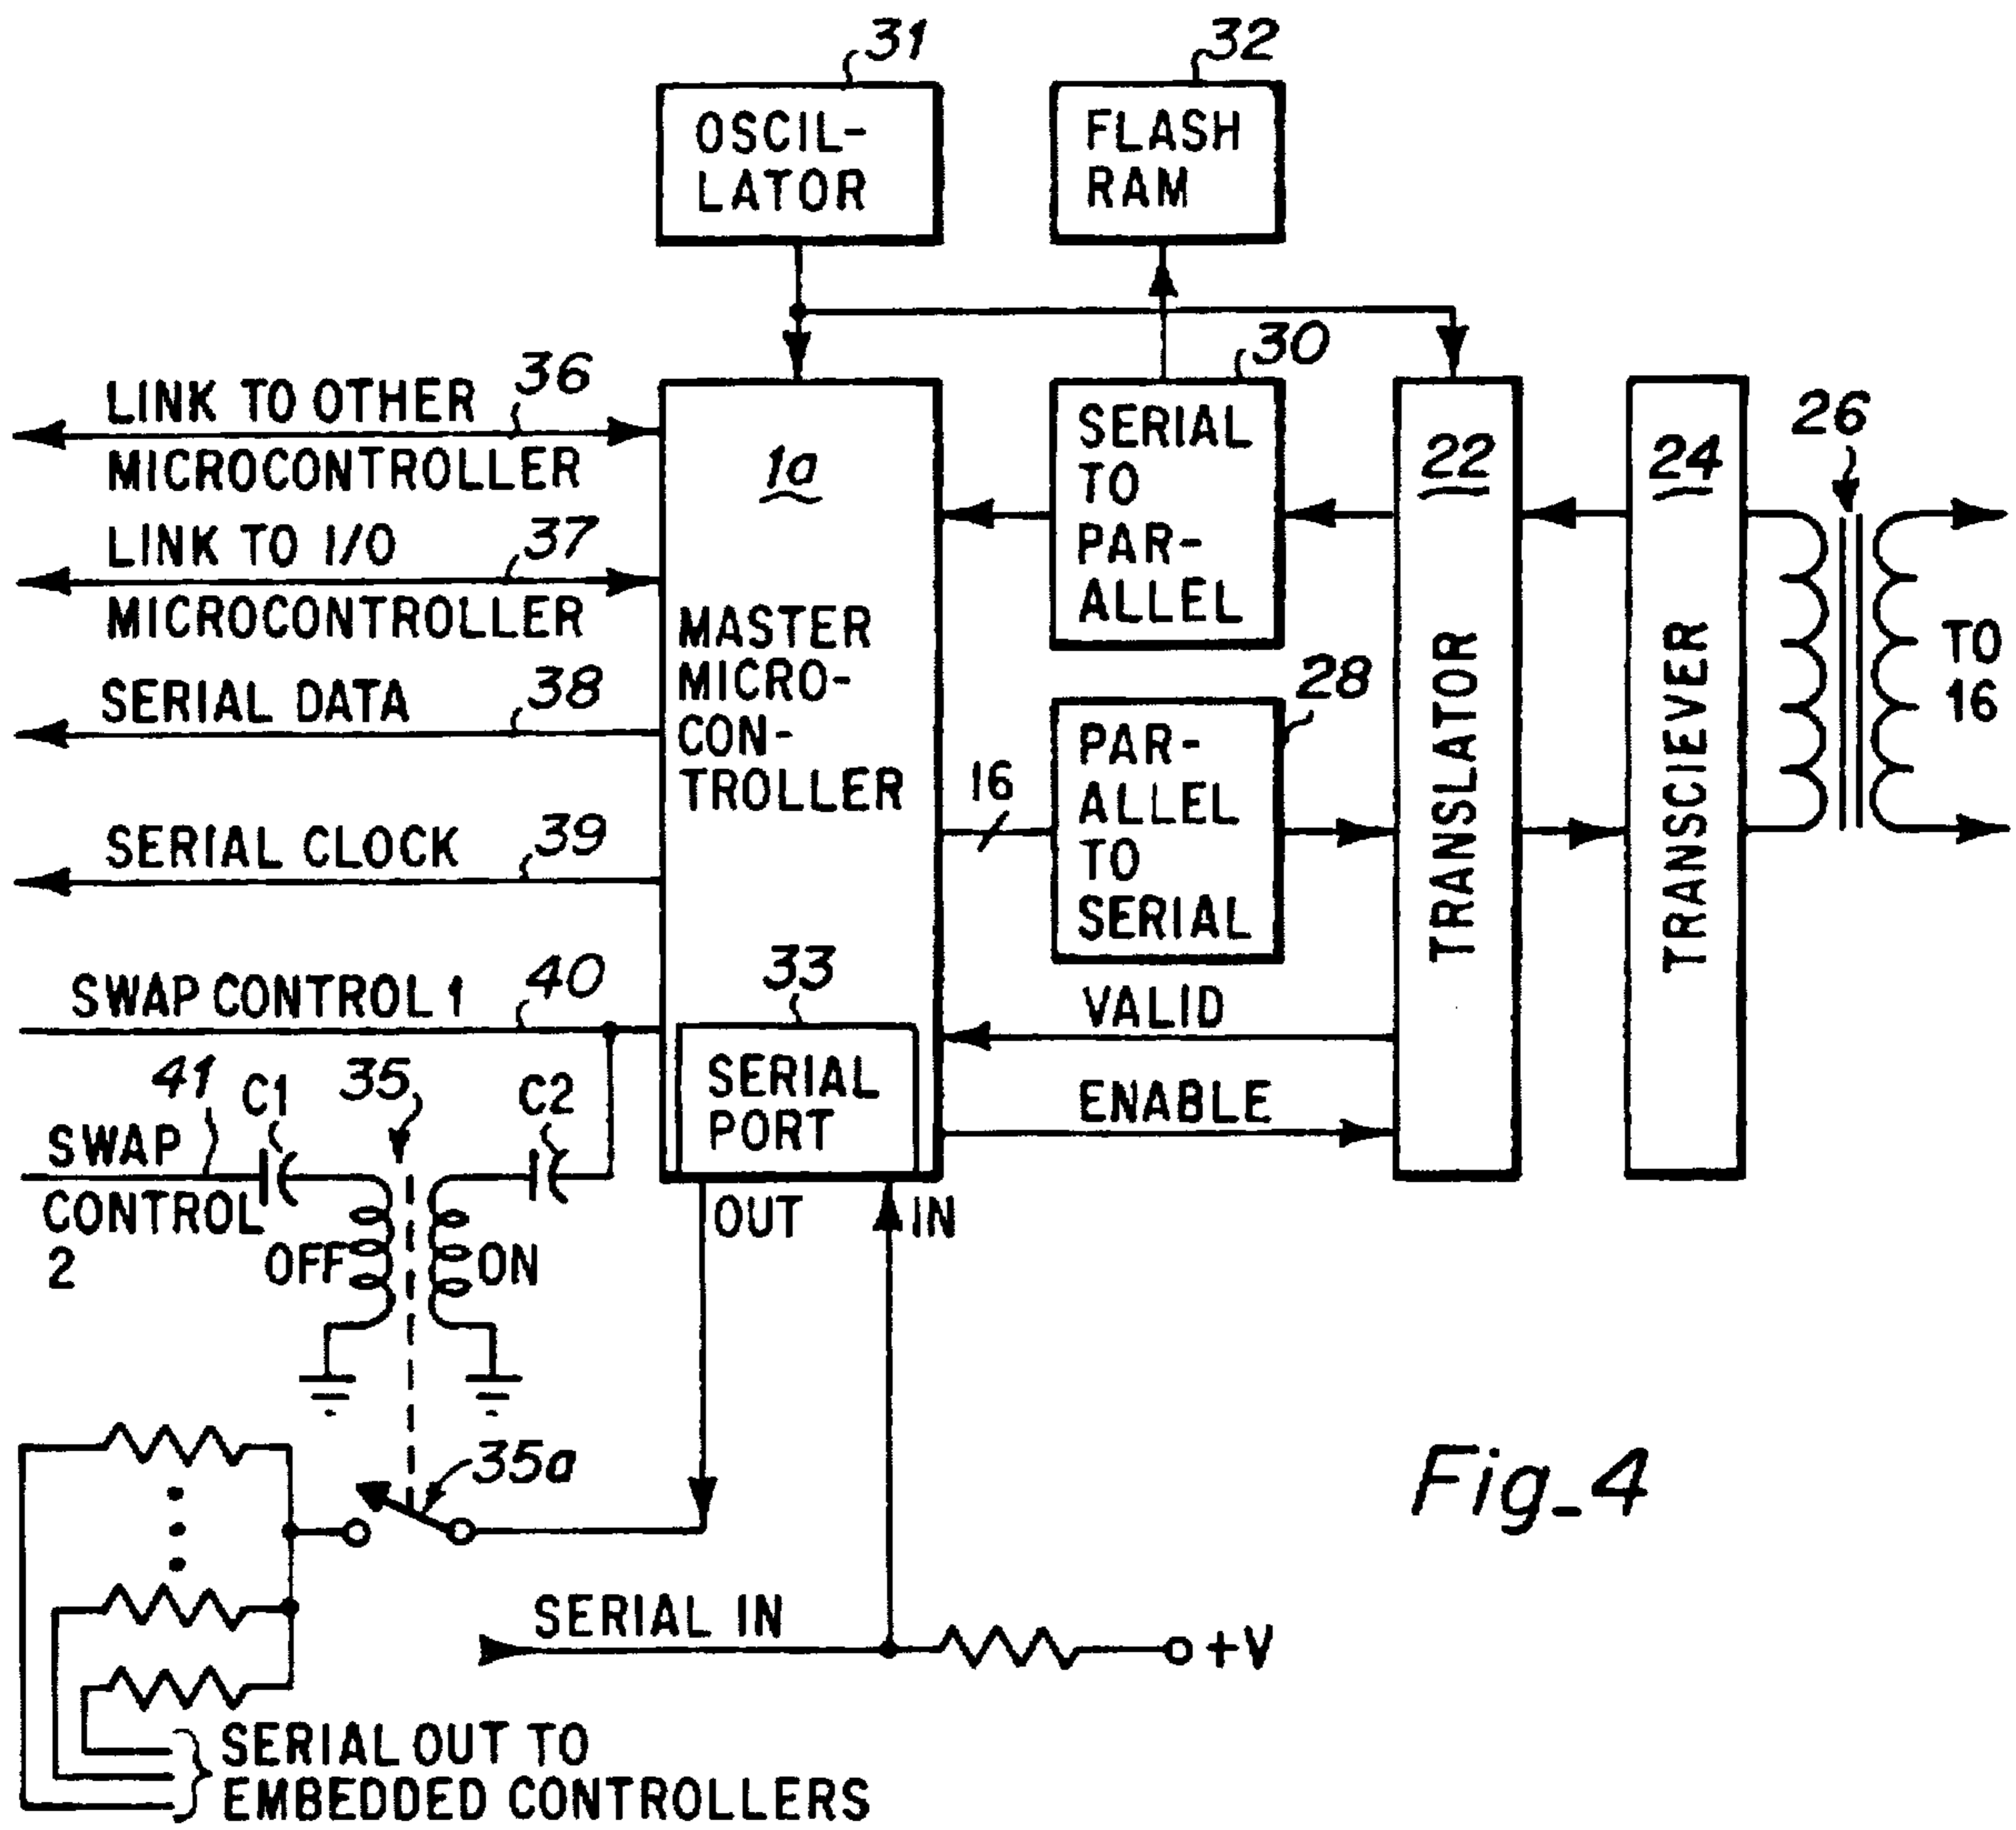 31
32
OSCIL-
LATOR
FLASH
RAM
30
LINK TO OTHER
36
MICROCONTROLLER
LINK TO I/O
37
MICROCONTROLLER
SERIAL DATA
38
SERIAL CLOCK
39
SWAP CONTROL 1
40
41
C1
35
C2
SWAP
CONTROL
2
OFF
ON
1a
MASTER
MICRO-
CON-
TROLLER
33
SERIAL
PORT
OUT
IN
SERIAL
TO
PAR-
ALLEL
28
16
PAR-
ALLEL
TO
SERIAL
VALID
ENABLE
22
TRANSLATOR
24
TRANSCIEVER
26
TO
16
35a
SERIAL IN
+V
SERIAL OUT TO
EMBEDDED CONTROLLERS
Fig_4